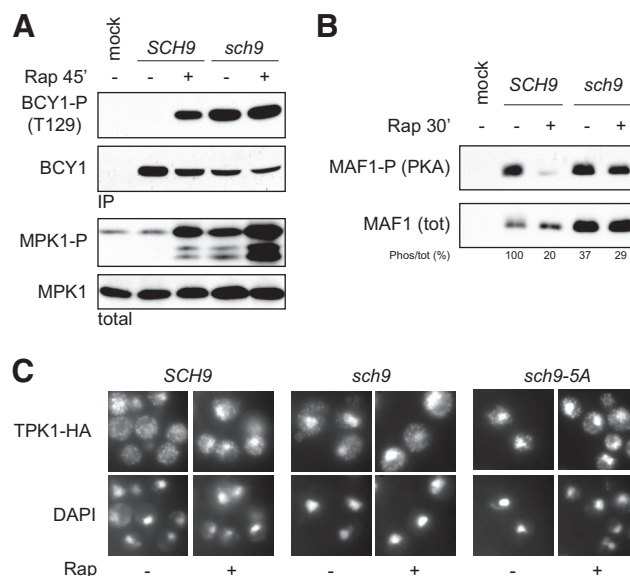 A
mock
SCH9
sch9
Rap 45’
- - + - +
BCY1-P
(T129)
BCY1
IP
MPK1-P
MPK1
total
B
mock
SCH9
sch9
Rap 30’
- - + - +
MAF1-P (PKA)
MAF1 (tot)
Phos/tot (%) 100 20 37 29
C
SCH9 sch9 sch9-5A
TPK1-HA
DAPI
Rap - + - + - +